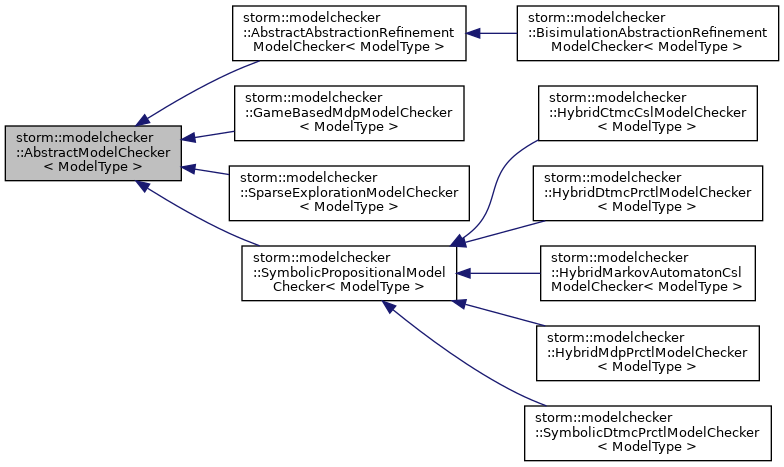 storm::modelchecker
::AbstractModelChecker
< ModelType >
storm::modelchecker
::AbstractAbstractionRefinement
ModelChecker< ModelType >
storm::modelchecker
::BisimulationAbstractionRefinement
ModelChecker< ModelType >
storm::modelchecker
::GameBasedMdpModelChecker
< ModelType >
storm::modelchecker
::SparseExplorationModelChecker
< ModelType >
storm::modelchecker
::SymbolicPropositionalModel
Checker< ModelType >
storm::modelchecker
::HybridCtmcCslModelChecker
< ModelType >
storm::modelchecker
::HybridDtmcPrctlModelChecker
< ModelType >
storm::modelchecker
::HybridMarkovAutomatonCsl
ModelChecker< ModelType >
storm::modelchecker
::HybridMdpPrctlModelChecker
< ModelType >
storm::modelchecker
::SymbolicDtmcPrctlModelChecker
< ModelType >